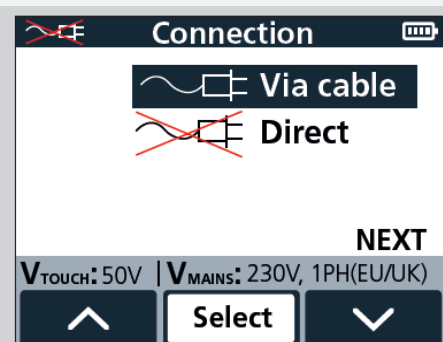 Connection
Via cable
Direct
NEXT
VTOUCH: 50V | VMAINS: 230V, 1PH(EU/UK)
Select